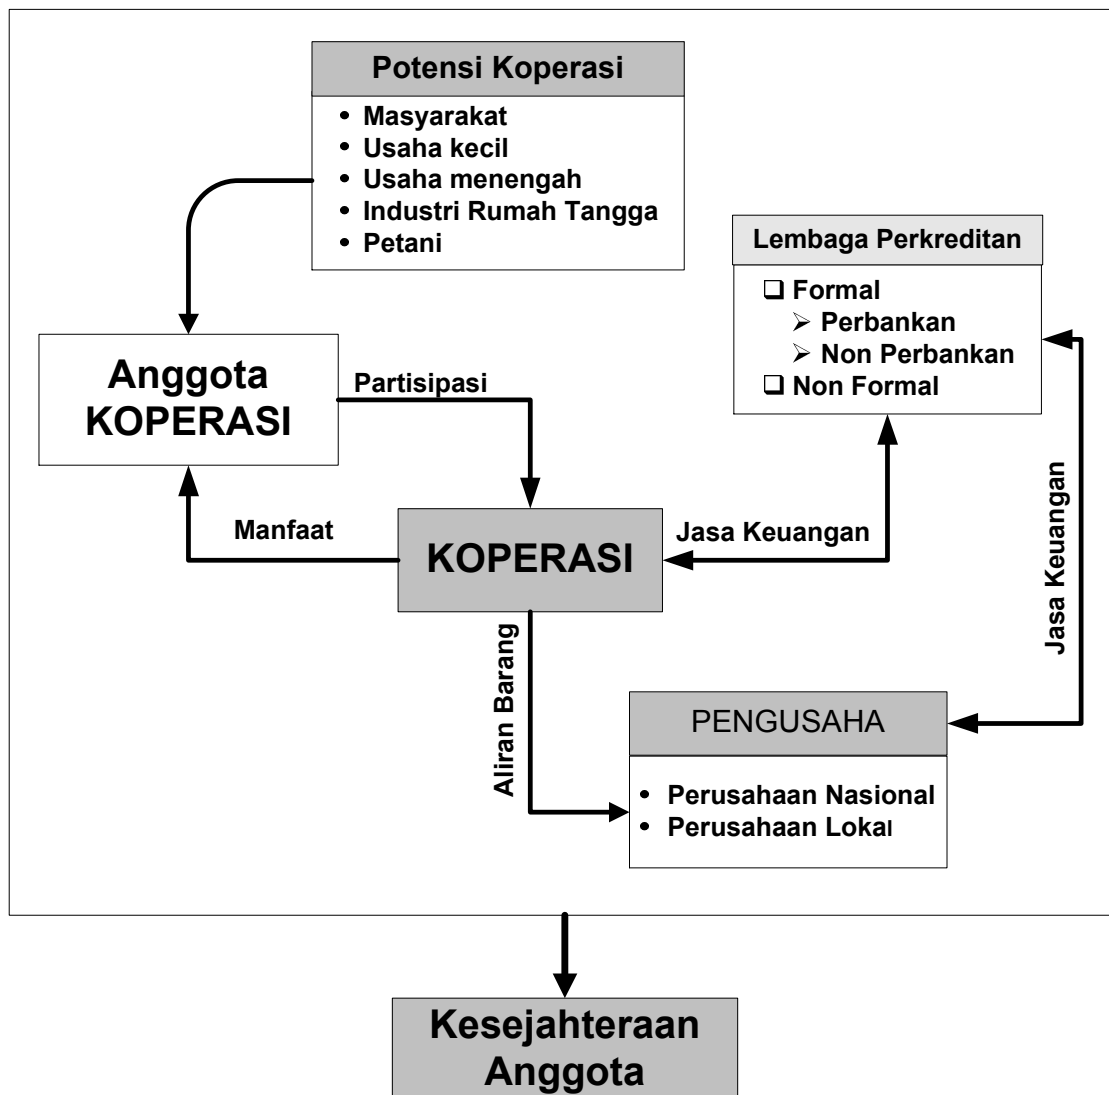 Potensi Koperasi
• Masyarakat
• Usaha kecil
• Usaha menengah
• Industri Rumah Tangga
• Petani
Lembaga Perkreditan
❑ Formal
➢ Perbankan
➢ Non Perbankan
❑ Non Formal
Anggota
KOPERASI
Partisipasi
Manfaat
KOPERASI
Jasa Keuangan
Jasa Keuangan
Aliran Barang
PENGUSAHA
• Perusahaan Nasional
• Perusahaan Lokal
Kesejahteraan
Anggota